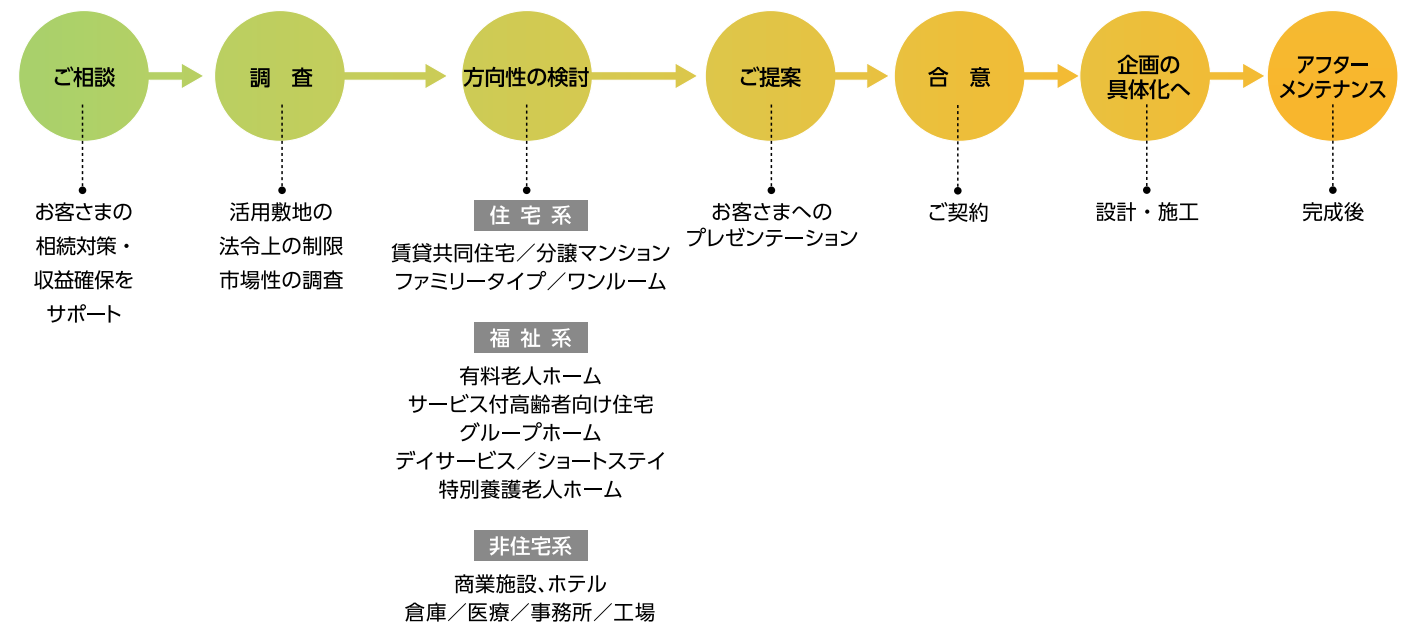 ご相談
お客さまの
相続対策・
収益確保を
サポート
調　査
活用敷地の
法令上の制限
市場性の調査
方向性の検討
住 宅 系
賃貸共同住宅／分譲マンション
ファミリータイプ／ワンルーム
福 祉 系
有料老人ホーム
サービス付高齢者向け住宅
グループホーム
デイサービス／ショートステイ
特別養護老人ホーム
非住宅系
商業施設、ホテル
倉庫／医療／事務所／工場
ご提案
お客さまへの
プレゼンテーション
合　意
ご契約
企画の
具体化へ
設計・施工
アフター
メンテナンス
完成後